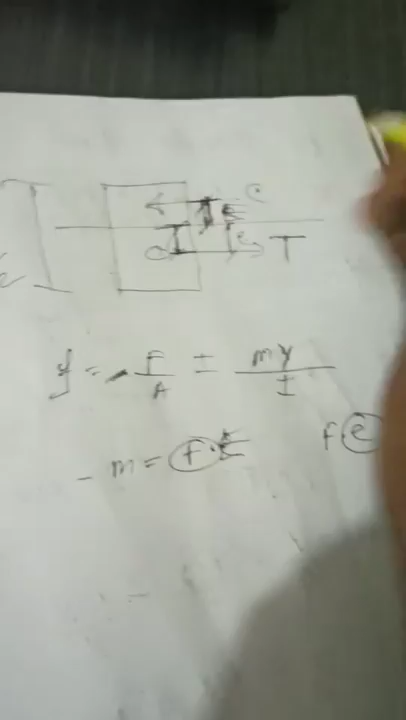 C
e
T
f = - F/A ± my/I
- m = F·E
F e